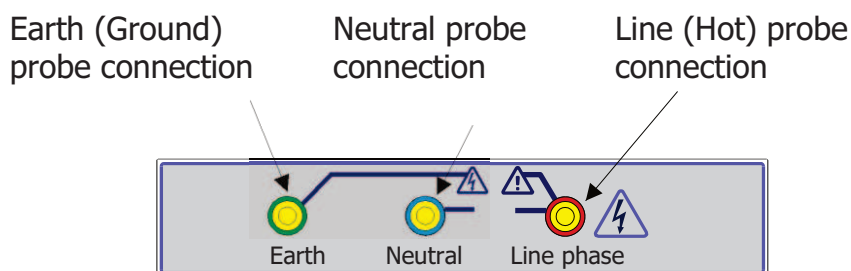 Earth (Ground)
probe connection
Neutral probe
connection
Line (Hot) probe
connection
Earth
Neutral
Line phase